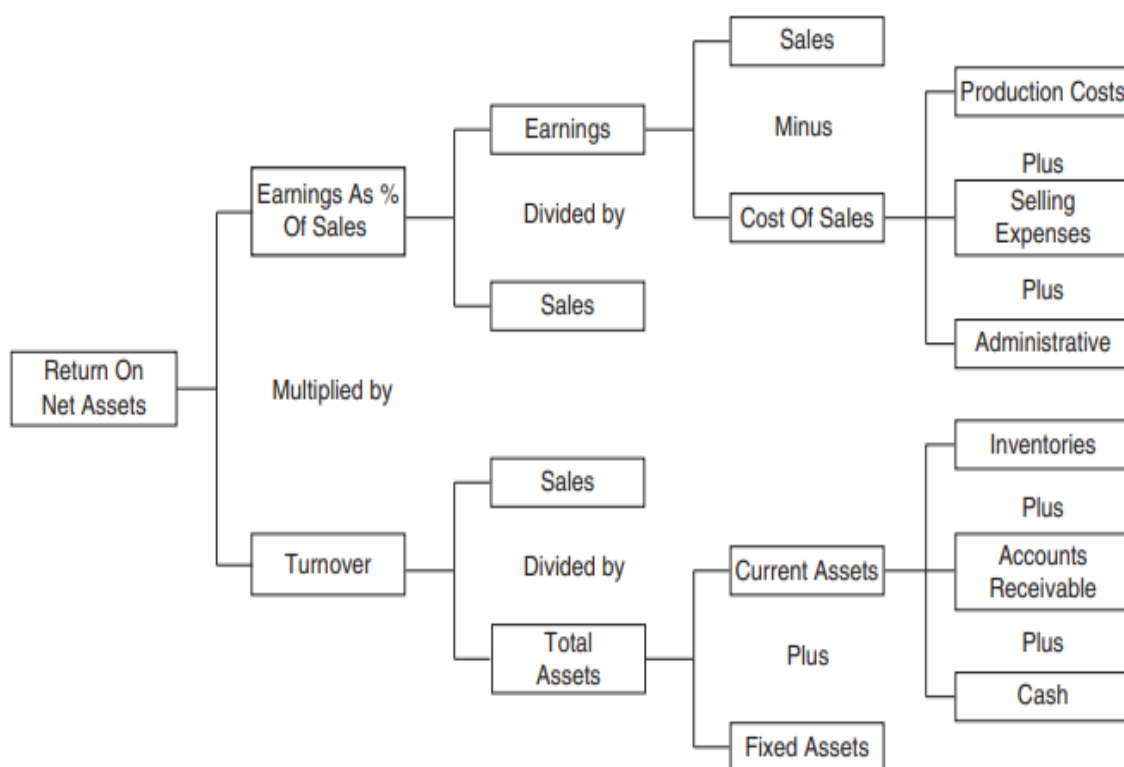 Sales
Production Costs
Earnings
Minus
Plus
Earnings As %
Of Sales
Divided by
Cost Of Sales
Selling
Expenses
Plus
Sales
Administrative
Return On
Net Assets
Multiplied by
Inventories
Sales
Plus
Turnover
Divided by
Current Assets
Accounts
Receivable
Total
Assets
Plus
Plus
Cash
Fixed Assets